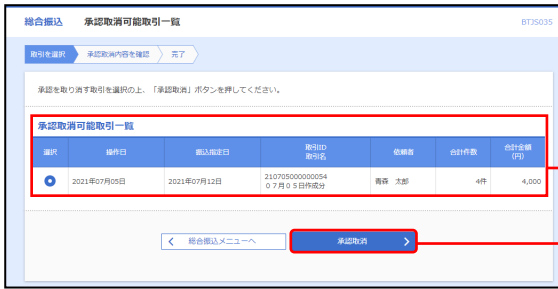 総合振込 承認取消可能取引一覧 BTJS035
取引を選択 承認取消内容を確認 完了
承認を取り消す取引を選択の上、「承認取消」ボタンを押してください。
承認取消可能取引一覧
選択 操作日 振込指定日 取引ID 依頼者 合計件数 合計金額
取引名 (円)
2021年07月05日 2021年07月12日 210705000000054 青森 太郎 4件 4,000
07月05日作成分
総合振込メニューへ 承認取消